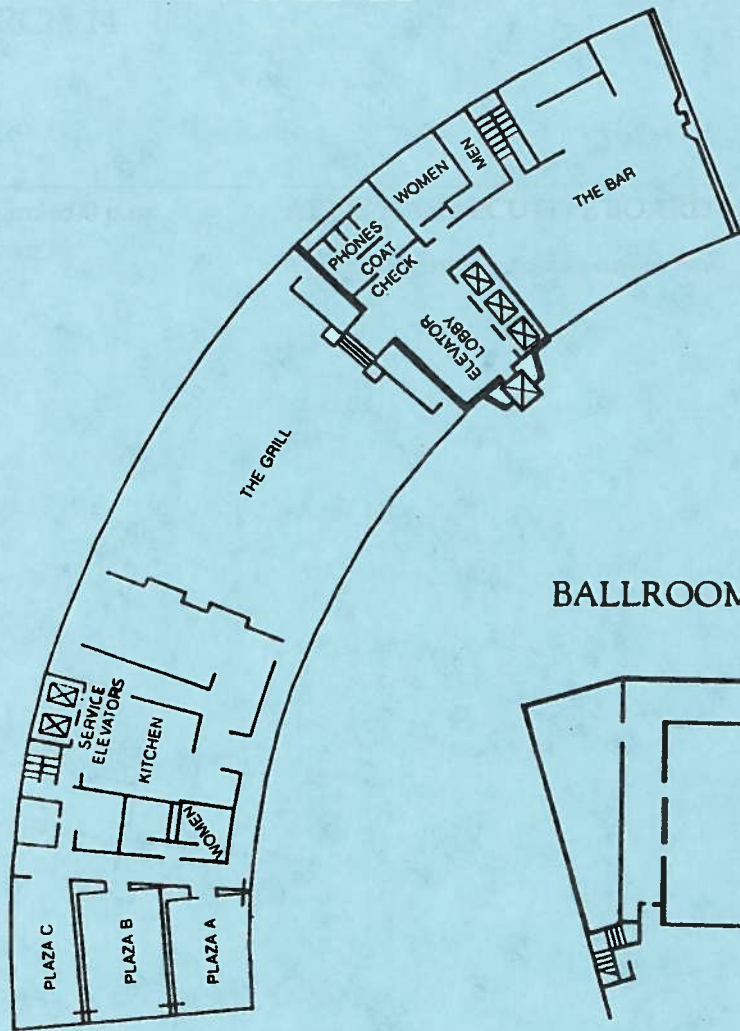 THE BAR
MEN
WOMEN
PHONES
COAT
CHECK
ELEVATOR
LOBBY
THE GRILL
BALLROOM
SERVICE
ELEVATORS
KITCHEN
WOMEN
PLAZA C
PLAZA B
PLAZA A